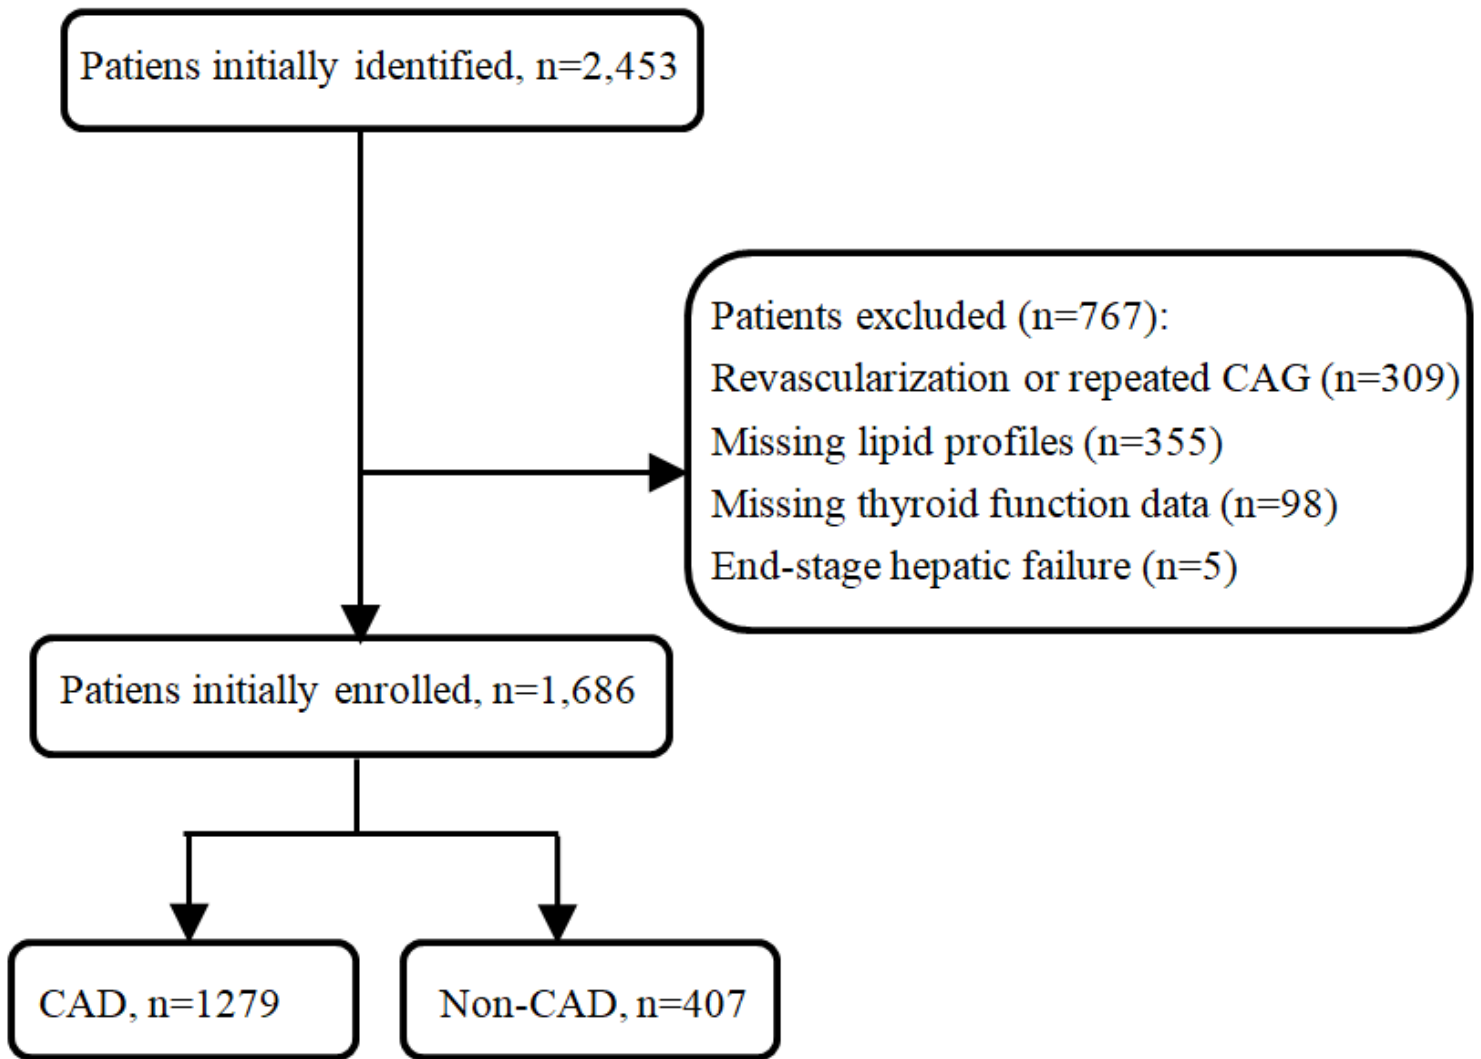 Patiens initially identified, n=2,453
Patients excluded (n=767):
Revascularization or repeated CAG (n=309)
Missing lipid profiles (n=355)
Missing thyroid function data (n=98)
End-stage hepatic failure (n=5)
Patiens initially enrolled, n=1,686
CAD, n=1279
Non-CAD, n=407